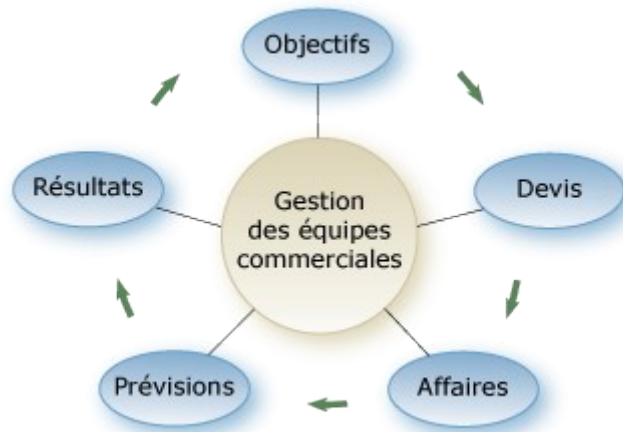 Objectifs
Résultats
Devis
Gestion
des équipes
commerciales
Prévisions
Affaires